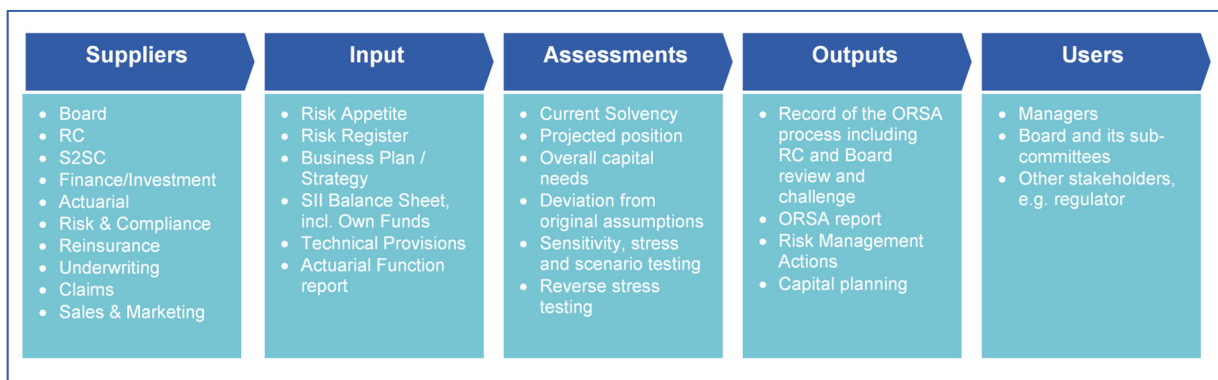 Suppliers
• Board
• RC
• S2SC
• Finance/Investment
• Actuarial
• Risk & Compliance
• Reinsurance
• Underwriting
• Claims
• Sales & Marketing
Input
• Risk Appetite
• Risk Register
• Business Plan /
Strategy
• SII Balance Sheet,
incl. Own Funds
• Technical Provisions
• Actuarial Function
report
Assessments
• Current Solvency
• Projected position
• Overall capital
needs
• Deviation from
original assumptions
• Sensitivity, stress
and scenario testing
• Reverse stress
testing
Outputs
• Record of the ORSA
process including
RC and Board
review and
challenge
• ORSA report
• Risk Management
Actions
• Capital planning
Users
• Managers
• Board and its sub-
committees
• Other stakeholders,
e.g. regulator